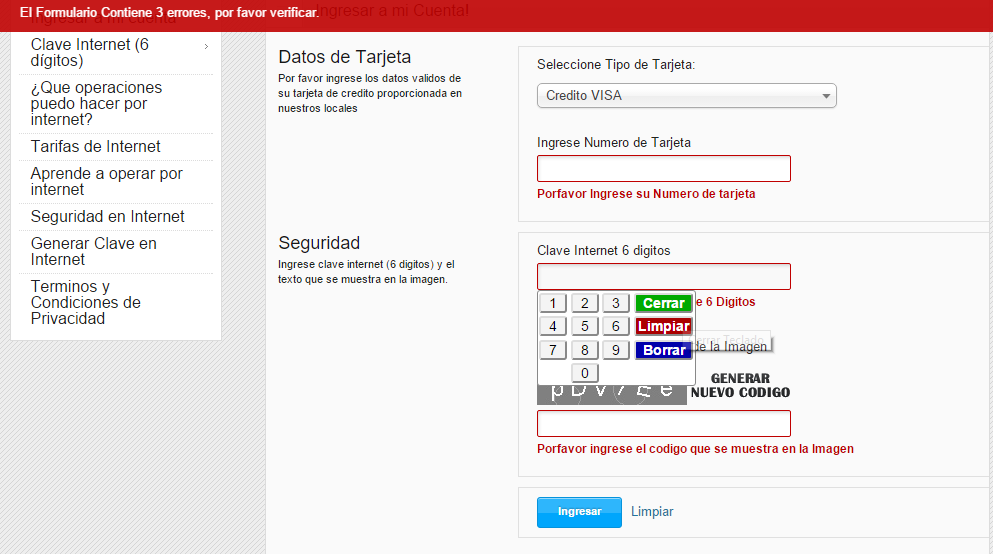 El Formulario Contiene 3 errores, por favor verificar.
Ingresar a mi cuenta
Ingresar a mi Cuenta!
Clave Internet (6
dígitos)
¿Que operaciones
puedo hacer por
internet?
Tarifas de Internet
Aprende a operar por
internet
Seguridad en Internet
Generar Clave en
Internet
Terminos y
Condiciones de
Privacidad
Datos de Tarjeta
Por favor ingrese los datos validos de
su tarjeta de credito proporcionada en
nuestros locales
Seleccione Tipo de Tarjeta:
Credito VISA
Ingrese Numero de Tarjeta
Porfavor Ingrese su Numero de tarjeta
Seguridad
Ingrese clave internet (6 digitos) y el
texto que se muestra en la imagen.
Clave Internet 6 digitos
e 6 Digitos
1 2 3 Cerrar
4 5 6 Limpiar
7 8 9 Borrar
0
de la Imagen
GENERAR
NUEVO CODIGO
Porfavor ingrese el codigo que se muestra en la Imagen
Ingresar Limpiar